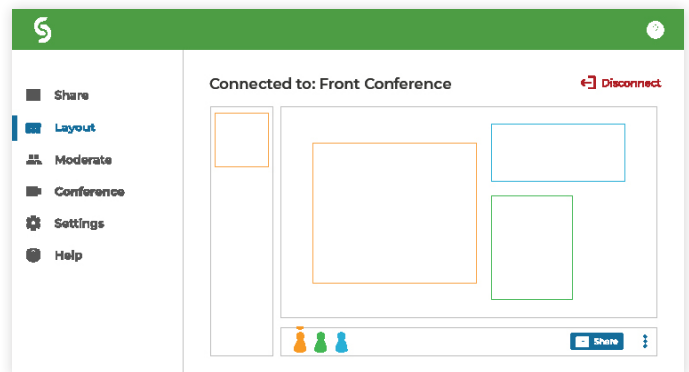 Connected to: Front Conference
Disconnect
Share
Layout
Moderate
Conference
Settings
Help
Share